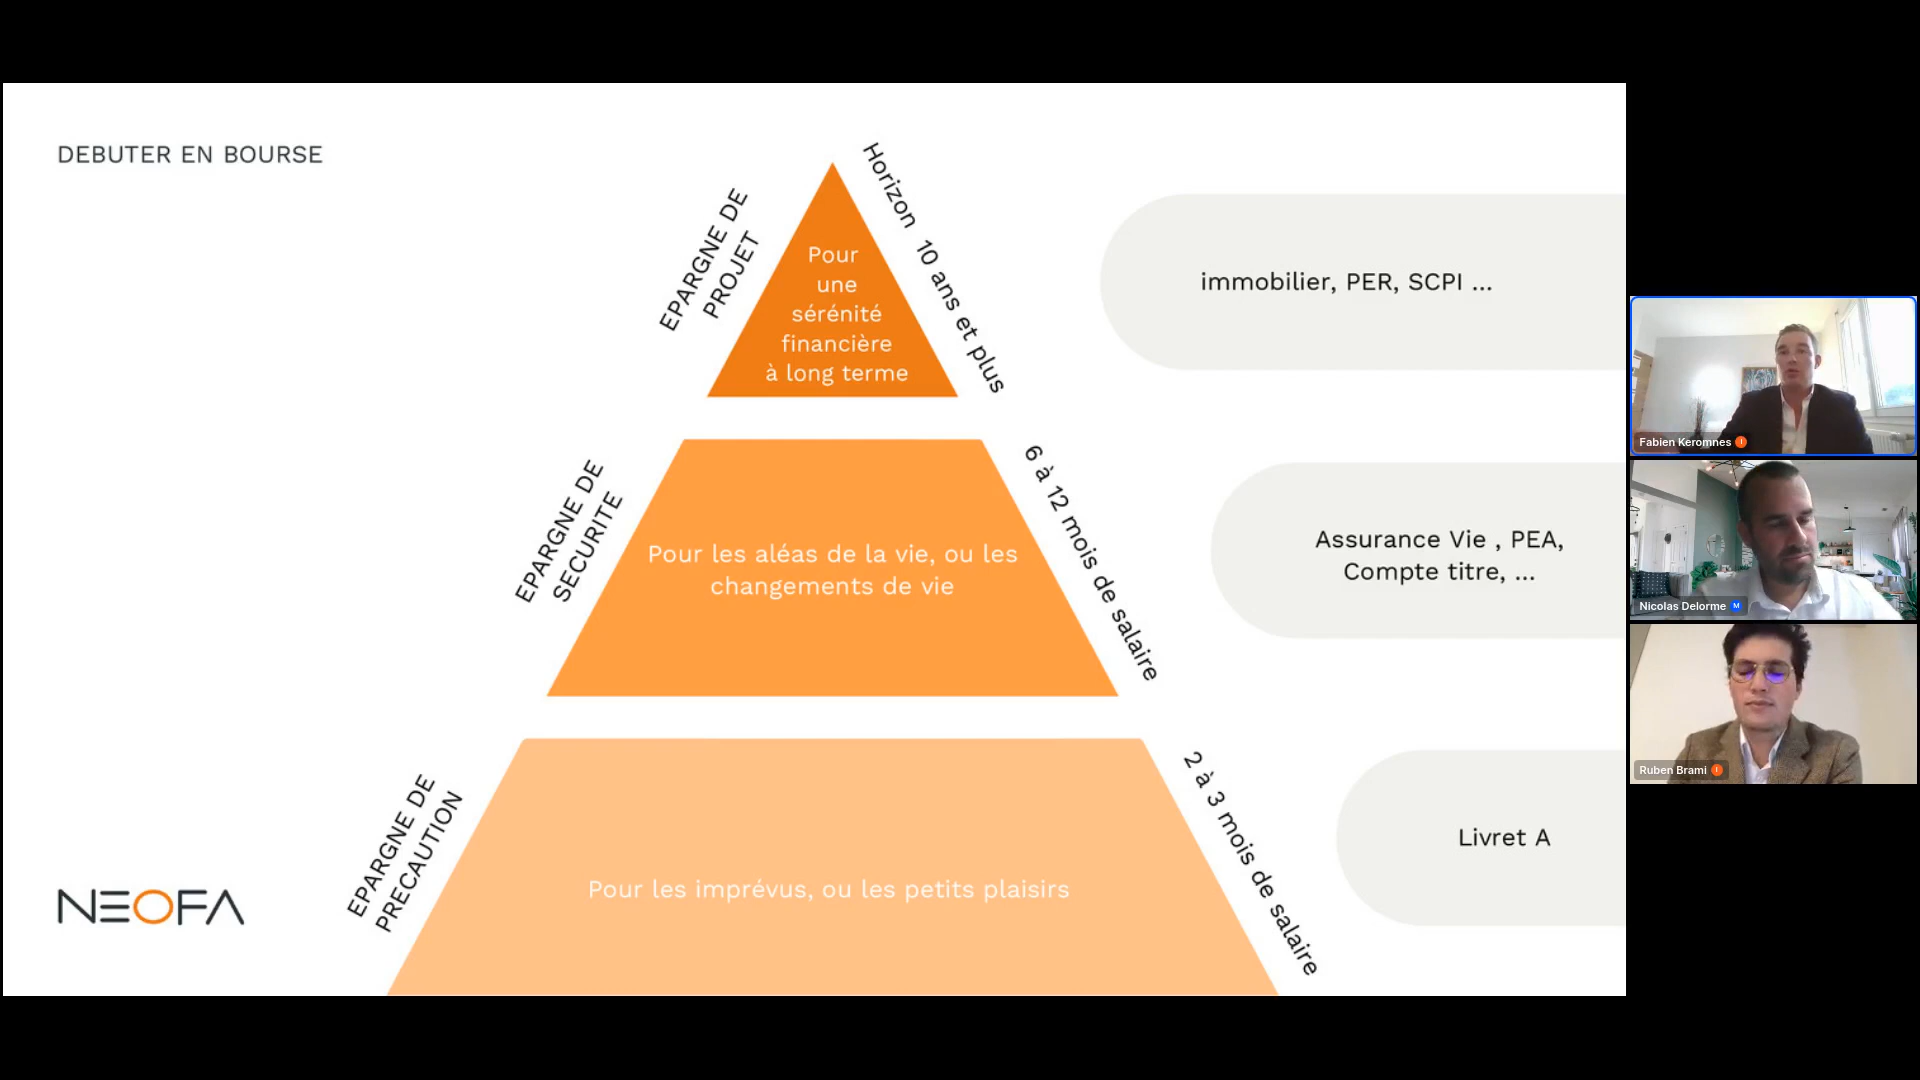 DEBUTER EN BOURSE
EPARGNE DE
PROJET
Pour
une
sérénité
financière
à long terme
Horizon 10 ans et plus
immobilier, PER, SCPI ...
EPARGNE DE
SECURITE
Pour les aléas de la vie, ou les
changements de vie
6 à 12 mois de salaire
Assurance Vie , PEA,
Compte titre, ...
EPARGNE DE
PRECAUTION
Pour les imprévus, ou les petits plaisirs
2 à 3 mois de salaire
Livret A
NEOFA
Fabien Keromnes I
Nicolas Delorme M
Ruben Brami I